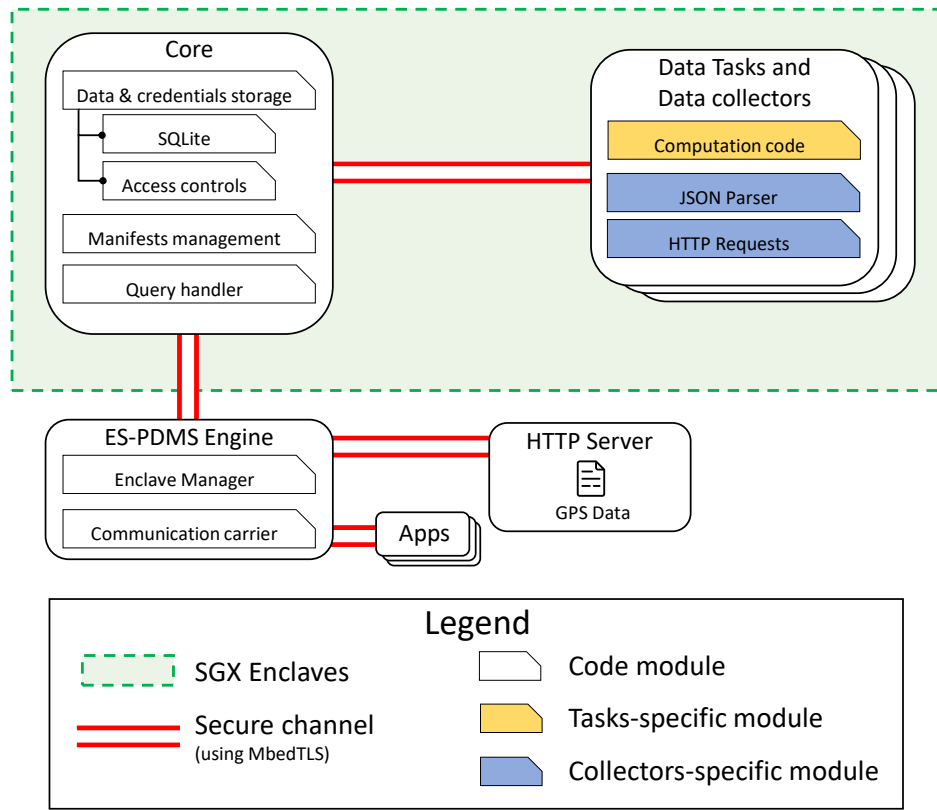 Core
Data & credentials storage
SQLite
Access controls
Manifests management
Query handler
Data Tasks and
Data collectors
Computation code
JSON Parser
HTTP Requests
ES-PDMS Engine
Enclave Manager
Communication carrier
HTTP Server
GPS Data
Apps
Legend
SGX Enclaves
Secure channel
(using MbedTLS)
Code module
Tasks-specific module
Collectors-specific module